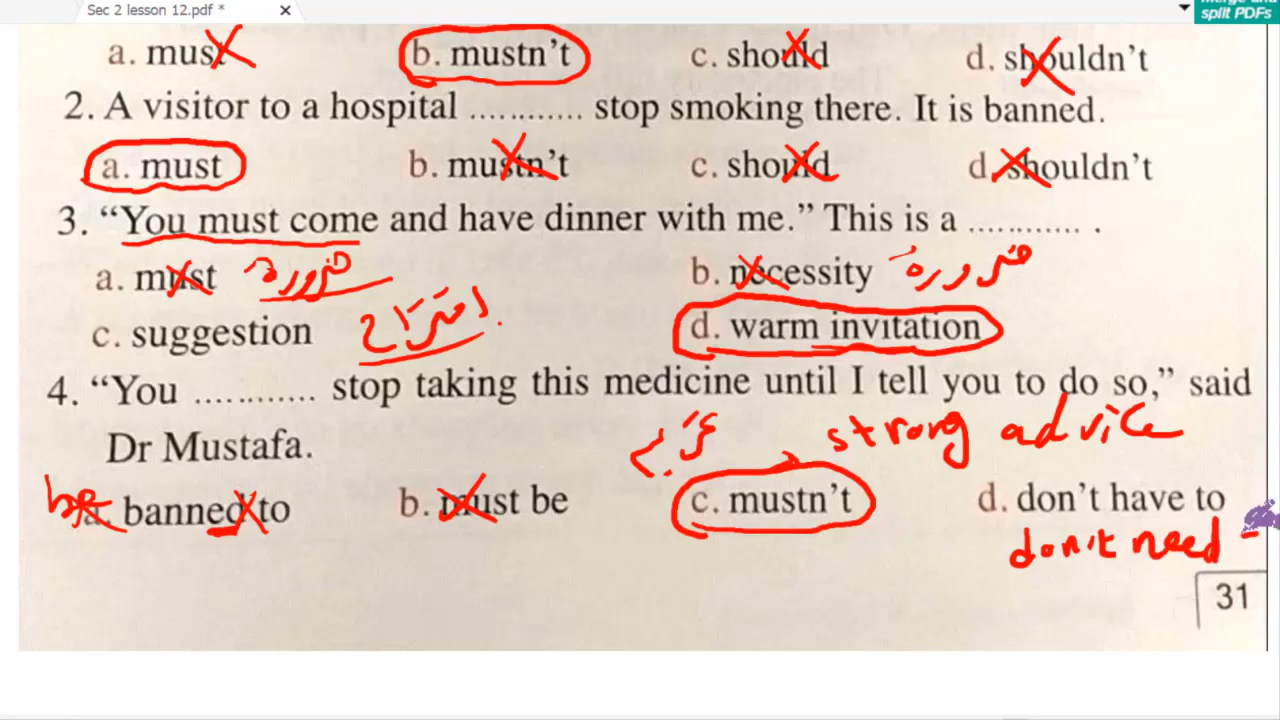 Sec 2 lesson 12.pdf *
Merge and
split PDFs
a. must b. mustn't c. should d. shouldn't
2. A visitor to a hospital ............ stop smoking there. It is banned.
a. must b. mustn't c. should d. shouldn't
3. “You must come and have dinner with me.” This is a ............ .
a. must ضرورة b. necessity ضرورة
c. suggestion اقتراح d. warm invitation
4. “You ............ stop taking this medicine until I tell you to do so,” said
strong advice
Dr Mustafa.
a. banned to b. must be c. mustn't d. don't have to
don't need
31